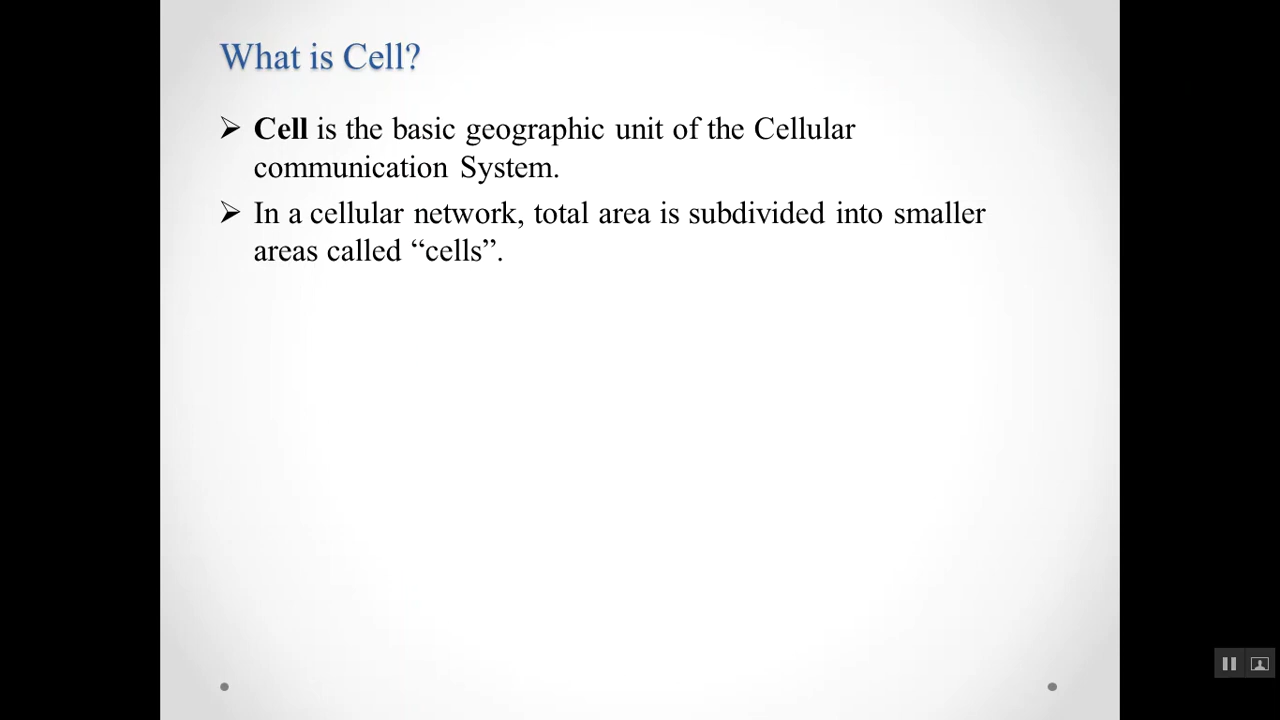 What is Cell?
➢ Cell is the basic geographic unit of the Cellular
communication System.
➢ In a cellular network, total area is subdivided into smaller
areas called “cells”.